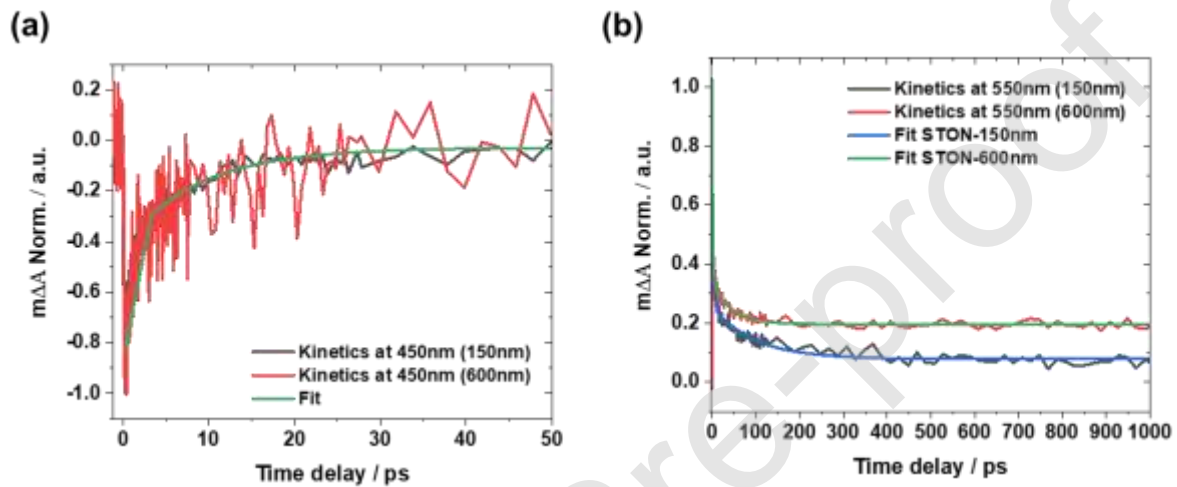 (a)
mΔA Norm. / a.u.
0.2
0.0
-0.2
-0.4
-0.6
-0.8
-1.0
Kinetics at 450nm (150nm)
Kinetics at 450nm (600nm)
Fit
0 10 20 30 40 50
Time delay / ps
(b)
mΔA Norm. / a.u.
1.0
0.8
0.6
0.4
0.2
0.0
Kinetics at 550nm (150nm)
Kinetics at 550nm (600nm)
Fit STON-150nm
Fit STON-600nm
0 100 200 300 400 500 600 700 800 900 1000
Time delay / ps
re-proof